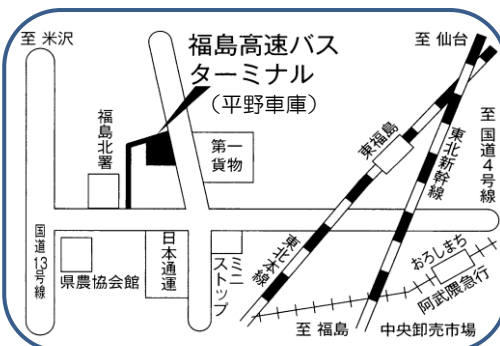 至 米沢
福島高速バス
ターミナル
（平野車庫）
至 仙台
至 国道4号線
福島北署
第一
貨物
東福島
東北新幹線
国道13号線
県農協会館
日本通運
ミニ
ストップ
東北本線
おろしまち
阿武隈急行
至 福島
中央卸売市場